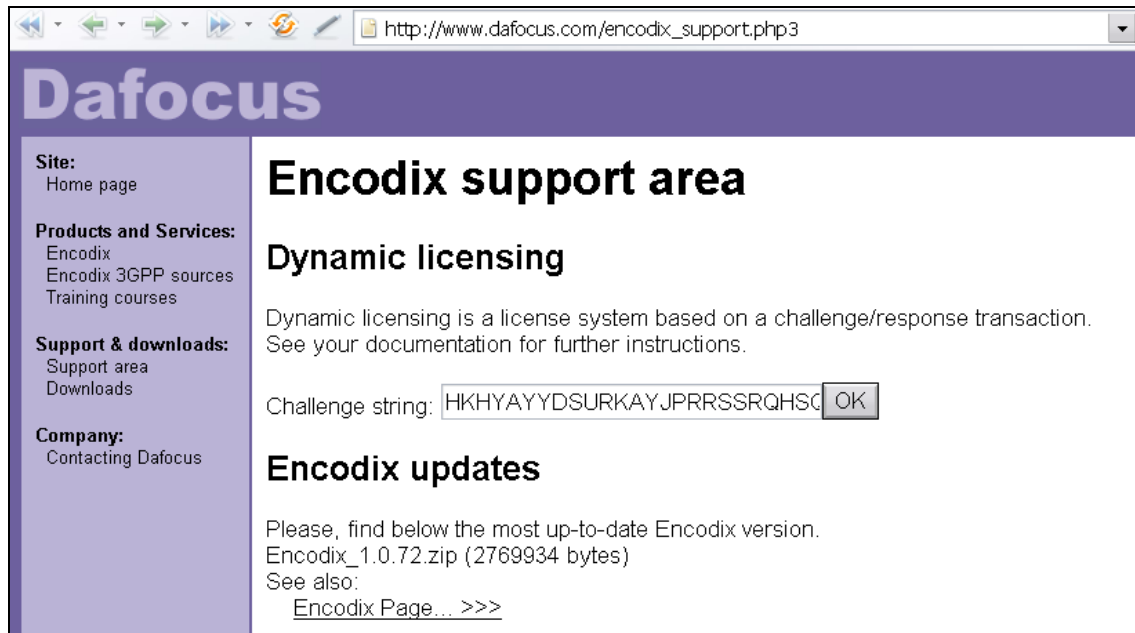 http://www.dafocus.com/encodix_support.php3
Dafocus
Site:
Home page
Products and Services:
Encodix
Encodix 3GPP sources
Training courses
Support & downloads:
Support area
Downloads
Company:
Contacting Dafocus
Encodix support area
Dynamic licensing
Dynamic licensing is a license system based on a challenge/response transaction.
See your documentation for further instructions.
Challenge string: HKHYAYYDSURKAYJPRRSSRQHSQ OK
Encodix updates
Please, find below the most up-to-date Encodix version.
Encodix_1.0.72.zip (2769934 bytes)
See also:
Encodix Page... >>>